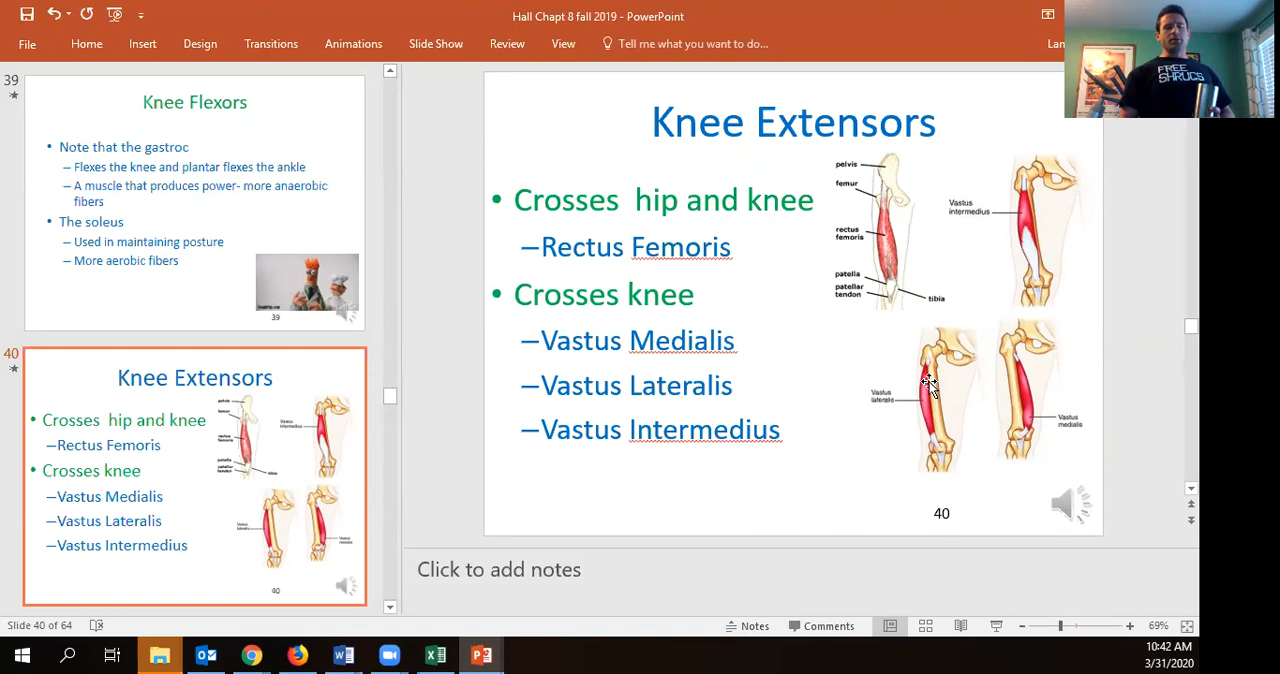 Hall Chapt 8 fall 2019 - PowerPoint
File Home Insert Design Transitions Animations Slide Show Review View Tell me what you want to do...
Lan
FREE
SHRUGS
39
Knee Flexors
• Note that the gastroc
– Flexes the knee and plantar flexes the ankle
– A muscle that produces power- more anaerobic
fibers
• The soleus
– Used in maintaining posture
– More aerobic fibers
39
40
Knee Extensors
• Crosses hip and knee
–Rectus Femoris
• Crosses knee
–Vastus Medialis
–Vastus Lateralis
–Vastus Intermedius
40
Knee Extensors
• Crosses hip and knee
–Rectus Femoris
• Crosses knee
–Vastus Medialis
–Vastus Lateralis
–Vastus Intermedius
pelvis
femur
rectus
femoris
patella
patellar
tendon
tibia
Vastus
intermedius
Vastus
lateralis
Vastus
medialis
40
Click to add notes
Slide 40 of 64
Notes
Comments
69%
10:42 AM
3/31/2020